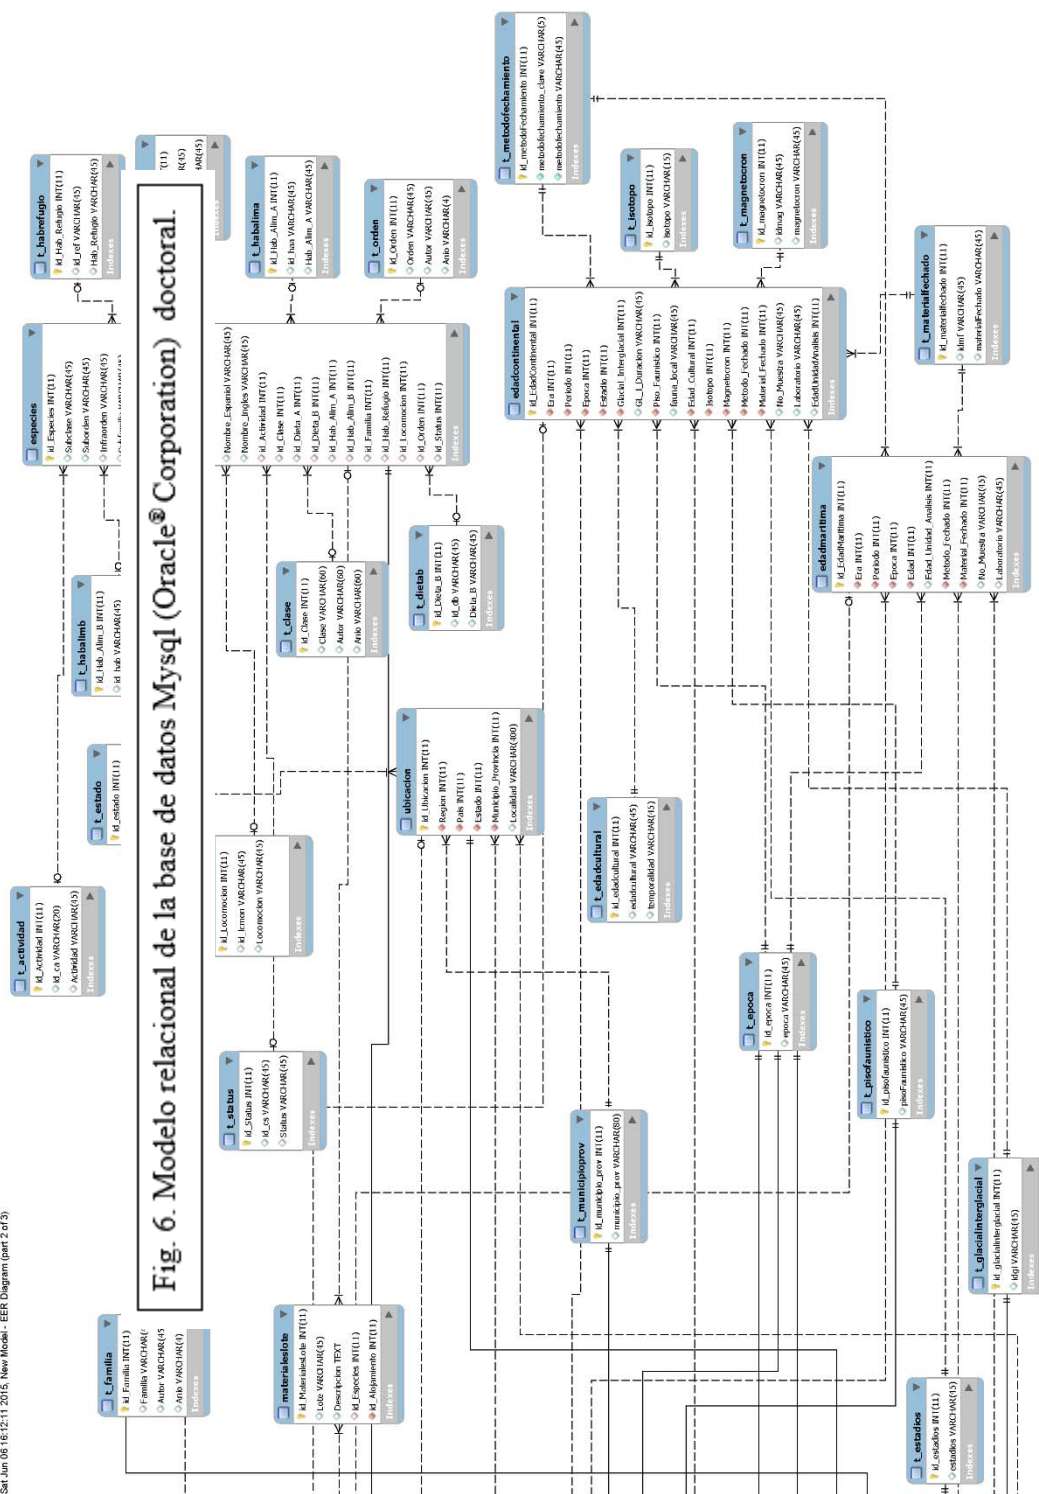 Sat Jun 06 16:12:11 2015, New Model - EER Diagram (part 2 of 3)
Fig. 6. Modelo relacional de la base de datos Mysql (Oracle® Corporation) doctoral.
t_actividad
id_Actividad INT(11)
id_ca VARCHAR(20)
Actividad VARCHAR(45)
Indexes
especies
id_Especies INT(11)
Subclase VARCHAR(45)
Suborden VARCHAR(45)
Infraorden VARCHAR(45)
Nombre_Espaniol VARCHAR(45)
Nombre_Ingles VARCHAR(45)
id_Actividad INT(11)
id_Clase INT(11)
id_Dieta_A INT(11)
id_Dieta_B INT(11)
id_Hab_Alim_A INT(11)
id_Hab_Alim_B INT(11)
id_Familia INT(11)
id_Hab_Refugio INT(11)
id_Locomocion INT(11)
id_Orden INT(11)
id_Status INT(11)
Indexes
t_habrefugio
id_Hab_Refugio INT(11)
id_ref VARCHAR(45)
Hab_Refugio VARCHAR(45)
Indexes
(11)
R(45)
HAR(45)
t_habalimb
id_Hab_Alim_B INT(11)
id_hab VARCHAR(45)
t_estado
id_estado INT(11)
t_familia
id_Familia INT(11)
Familia VARCHAR(
Autor VARCHAR(45
Anio VARCHAR(4)
Indexes
t_habalima
id_Hab_Alim_A INT(11)
id_haa VARCHAR(45)
Hab_Alim_A VARCHAR(45)
Indexes
t_orden
id_Orden INT(11)
Orden VARCHAR(45)
Autor VARCHAR(45)
Anio VARCHAR(4)
Indexes
t_clase
id_Clase INT(11)
Clase VARCHAR(60)
Autor VARCHAR(60)
Anio VARCHAR(60)
Indexes
t_dietab
id_Dieta_B INT(11)
id_db VARCHAR(45)
Dieta_B VARCHAR(45)
Indexes
id_Locomocion INT(11)
id_lcmon VARCHAR(45)
Locomocion VARCHAR(45)
Indexes
t_status
id_Status INT(11)
id_cs VARCHAR(45)
Status VARCHAR(45)
Indexes
materialeslote
id_MaterialesLote INT(11)
Lote VARCHAR(45)
Descripcion TEXT
id_Especies INT(11)
id_Alojamiento INT(11)
Indexes
ubicacion
id_Ubicacion INT(11)
Region INT(11)
Pais INT(11)
Estado INT(11)
Municipio_Provincia INT(11)
Localidad VARCHAR(400)
Indexes
t_metodofechamiento
id_metodoFechamiento INT(11)
metodofechamiento_clave VARCHAR(5)
metodofechamiento VARCHAR(45)
Indexes
t_isotopo
id_isotopo INT(11)
isotopo VARCHAR(15)
Indexes
t_magnetocron
id_magnetocron INT(11)
idmag VARCHAR(45)
magnetocron VARCHAR(45)
Indexes
edadcontinental
id_EdadContinental INT(11)
Era INT(11)
Periodo INT(11)
Epoca INT(11)
Estadio INT(11)
Glacial_Interglacial INT(11)
GI_I_Duracion VARCHAR(45)
Piso_Faunistico INT(11)
fauna_local VARCHAR(45)
Edad_Cultural INT(11)
Isotopo INT(11)
Magnetocron INT(11)
Metodo_Fechado INT(11)
Material_Fechado INT(11)
No_Muestra VARCHAR(45)
Laboratorio VARCHAR(45)
EdadUnidadAnalisis INT(11)
Indexes
t_materialfechado
id_materialfechado INT(11)
idmf VARCHAR(45)
materialFechado VARCHAR(45)
Indexes
edadmaritima
id_EdadMaritima INT(11)
Era INT(11)
Periodo INT(11)
Epoca INT(11)
Edad INT(11)
Edad_Unidad_Analisis INT(11)
Metodo_Fechado INT(11)
Material_Fechado INT(11)
No_Muestra VARCHAR(45)
Laboratorio VARCHAR(45)
Indexes
t_edadcultural
id_edadcultural INT(11)
edadcultural VARCHAR(45)
temporalidad VARCHAR(45)
Indexes
t_epoca
id_epoca INT(11)
epoca VARCHAR(45)
Indexes
t_pisofaunistico
id_pisofaunistico INT(11)
pisoFaunistico VARCHAR(45)
Indexes
t_municipioprov
id_municipio_prov INT(11)
municipio_prov VARCHAR(80)
Indexes
t_glacialinterglacial
id_glacialinterglacial INT(11)
idgl VARCHAR(45)
Indexes
t_estadios
id_estadios INT(11)
estadios VARCHAR(45)
Indexes